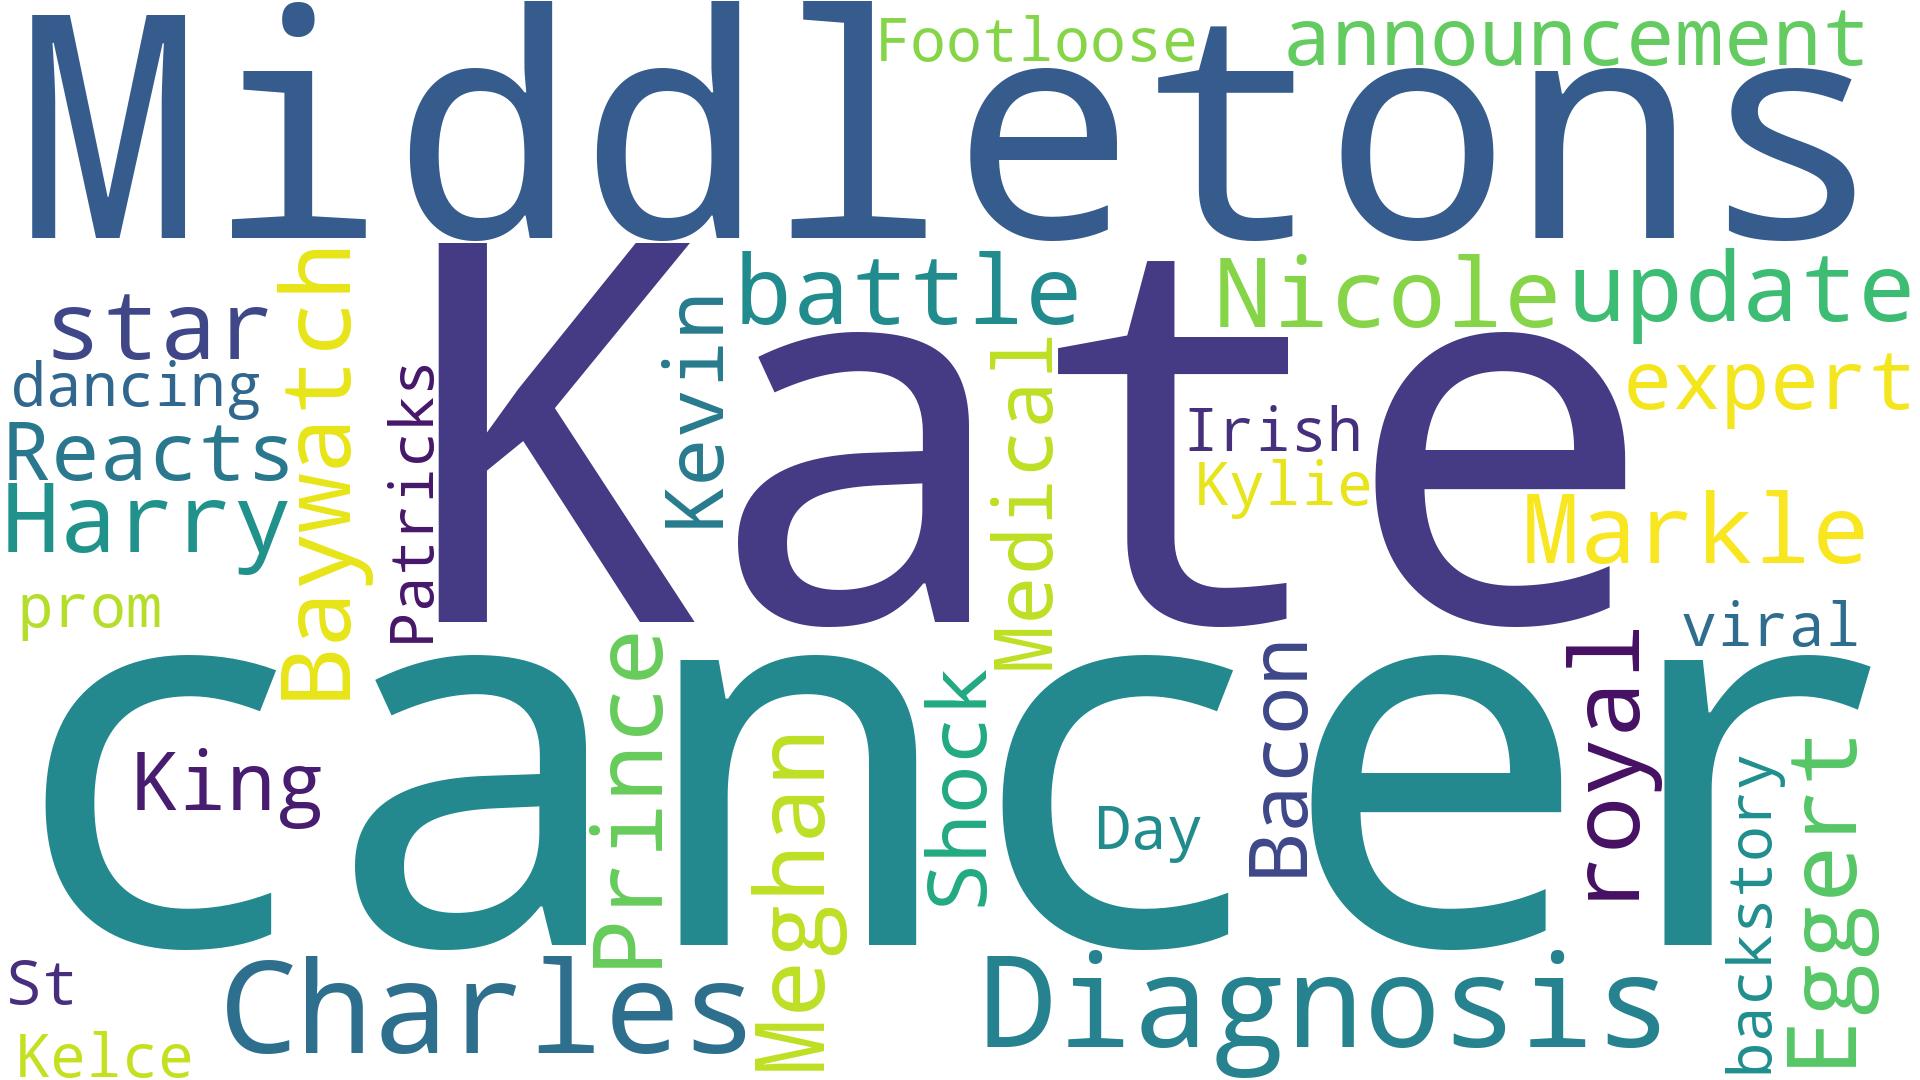 Middletons
Footloose
announcement
Kate
star
Baywatch
Kevin
battle
Nicole
update
dancing
Patricks
Medical
Irish
expert
Reacts
Kylie
Harry
Markle
prom
viral
cancer
Prince
Shock
Bacon
royal
King
Meghan
Day
backstory
Eggert
St
Charles
Diagnosis
Kelce